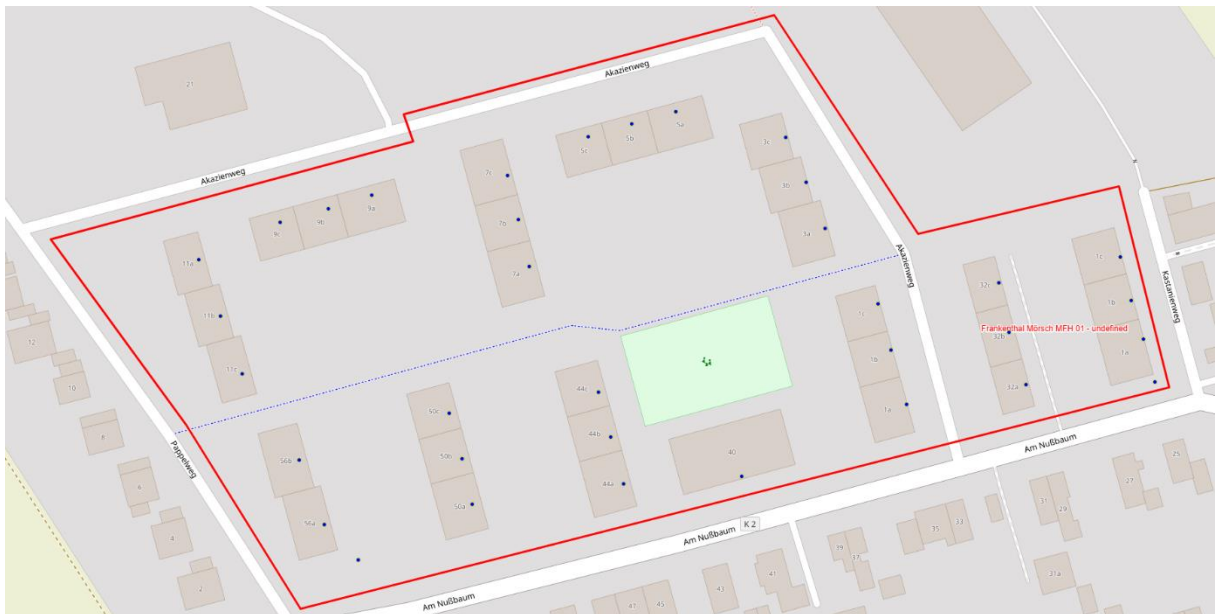 21
Akazienweg
5c
5b
5a
3c
7c
Akazienweg
3b
9a
9b
9c
7b
3a
11a
7a
Akazienweg
1c
32c
1b
Kastanienweg
11b
1c
Frankenthal Mörsch MFH 01 - undefined
12
32b
1b
1a
11c
10
44c
32a
1a
50c
8
44b
40
Am Nußbaum
Pappelweg
56b
50b
25
6
44a
27
31
29
50a
K 2
56a
Am Nußbaum
35
33
4
39
37
41
31a
2
43
Am Nußbaum
47
45